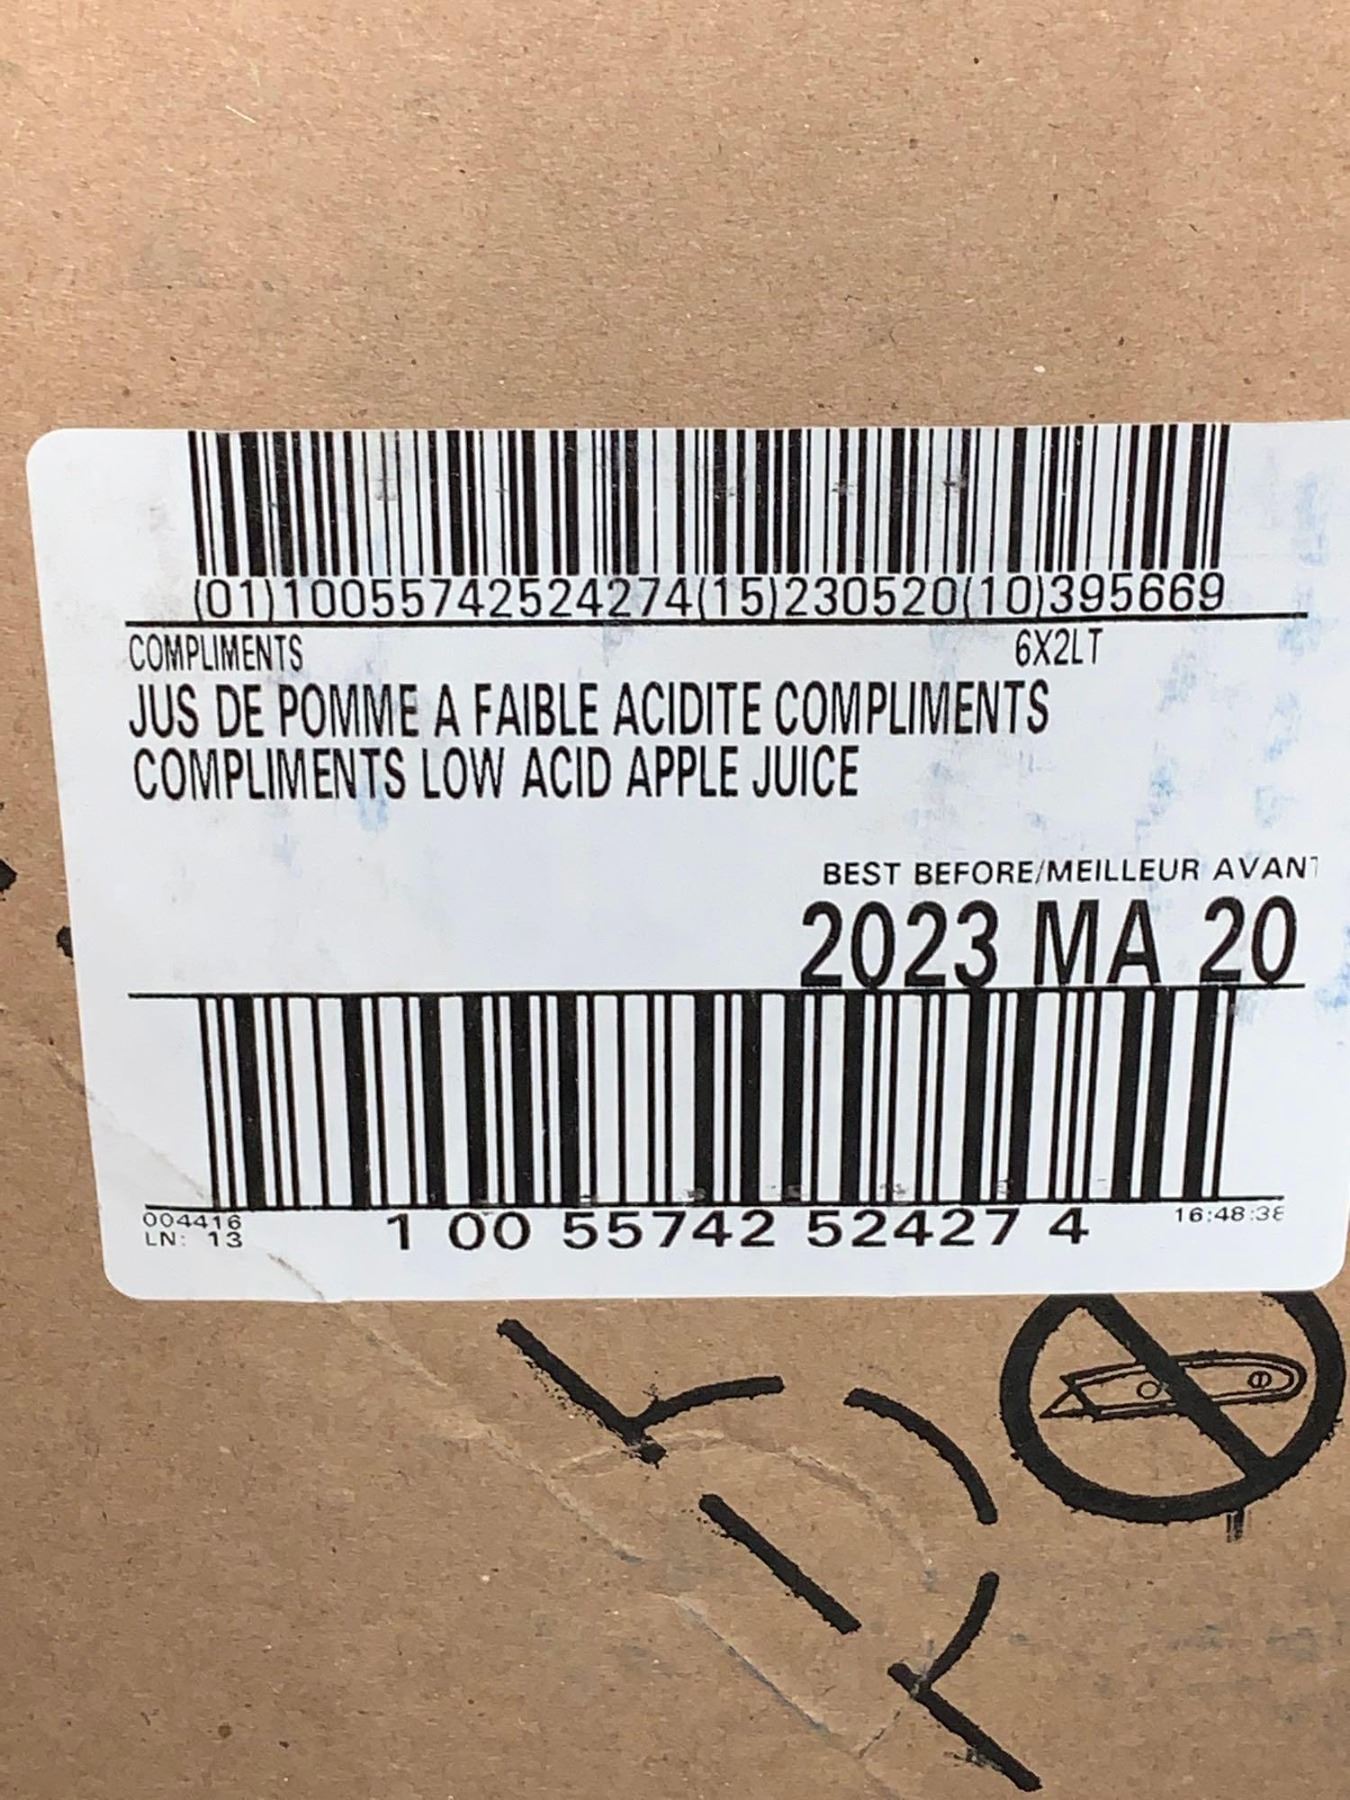 (01)10055742524274(15)230520(10)395669
COMPLIMENTS 6X2LT
JUS DE POMME A FAIBLE ACIDITE COMPLIMENTS
COMPLIMENTS LOW ACID APPLE JUICE
BEST BEFORE/MEILLEUR AVANT
2023 MA 20
004416
LN: 13
1 00 55742 52427 4
16:48:38